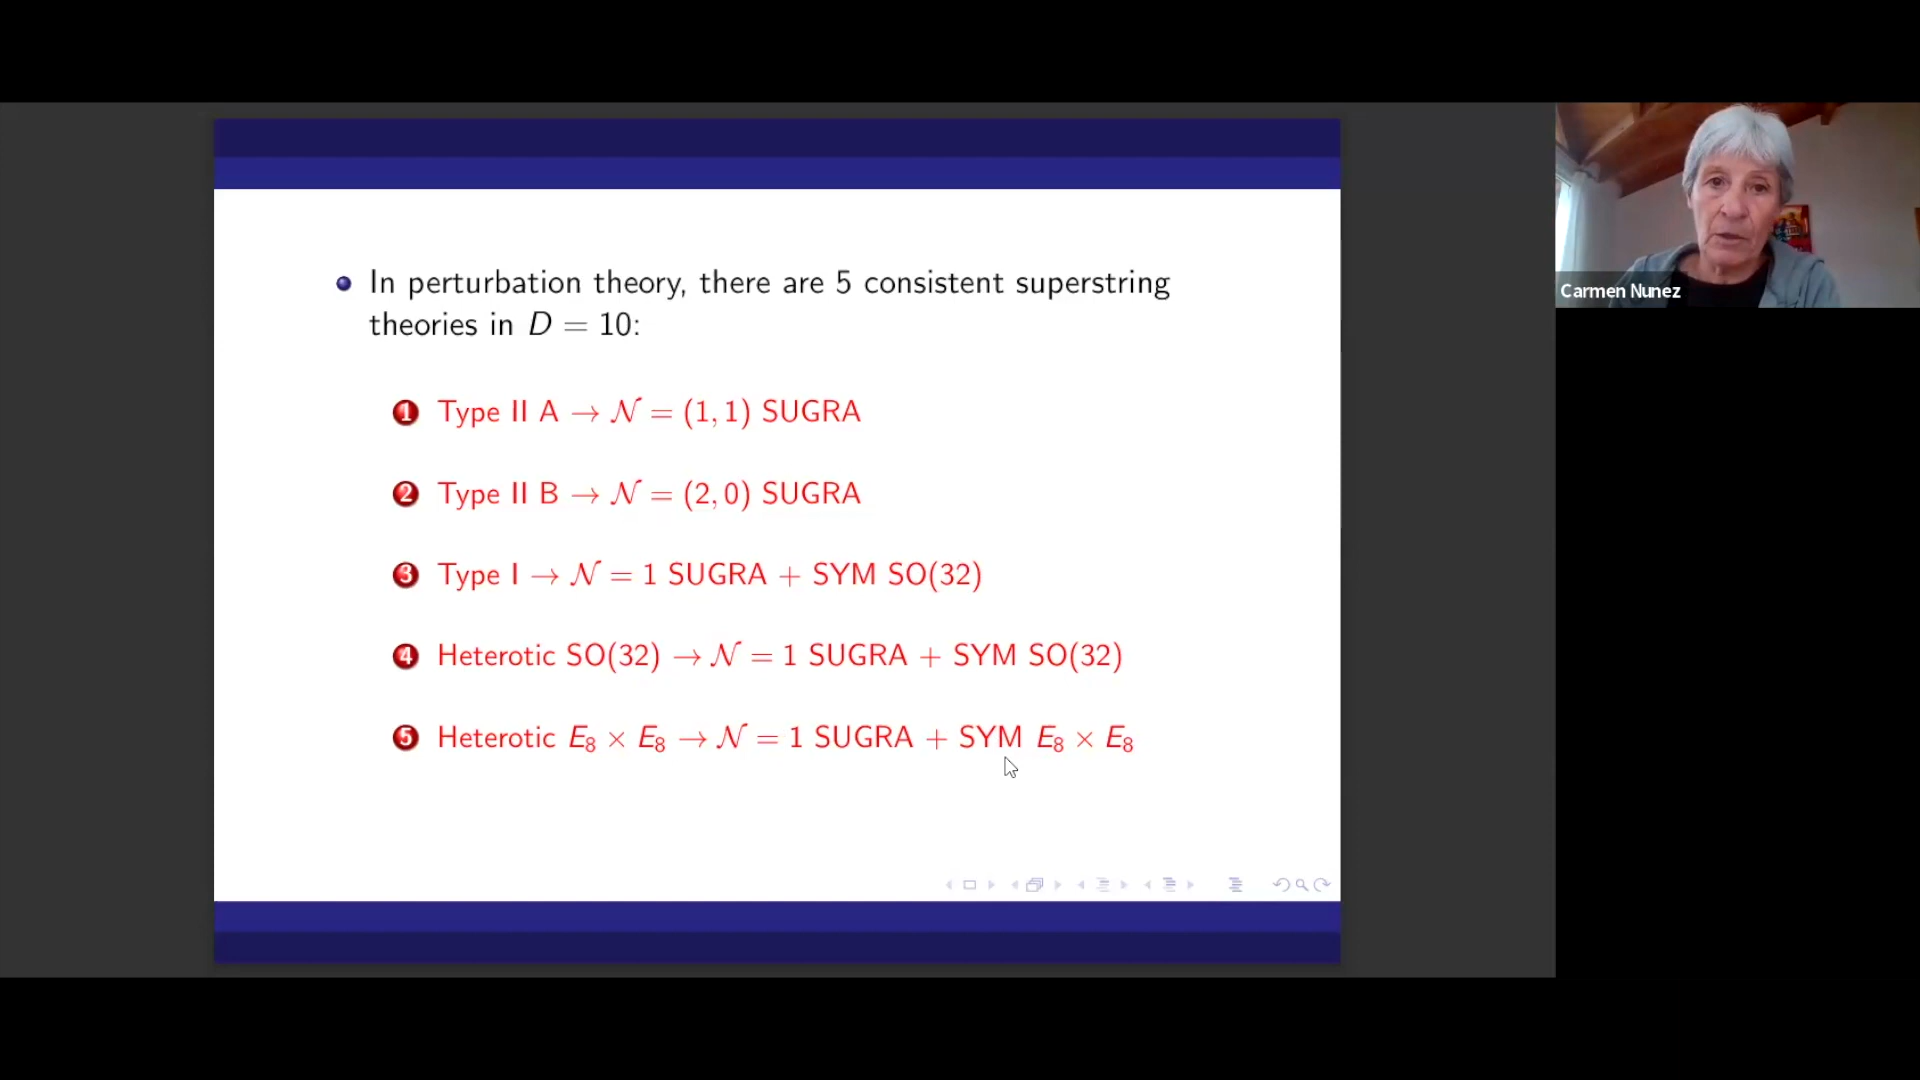 In perturbation theory, there are 5 consistent superstring
theories in D = 10:
1 Type II A → 𝒩 = (1, 1) SUGRA
2 Type II B → 𝒩 = (2, 0) SUGRA
3 Type I → 𝒩 = 1 SUGRA + SYM SO(32)
4 Heterotic SO(32) → 𝒩 = 1 SUGRA + SYM SO(32)
5 Heterotic E₈ × E₈ → 𝒩 = 1 SUGRA + SYM E₈ × E₈
Carmen Nunez